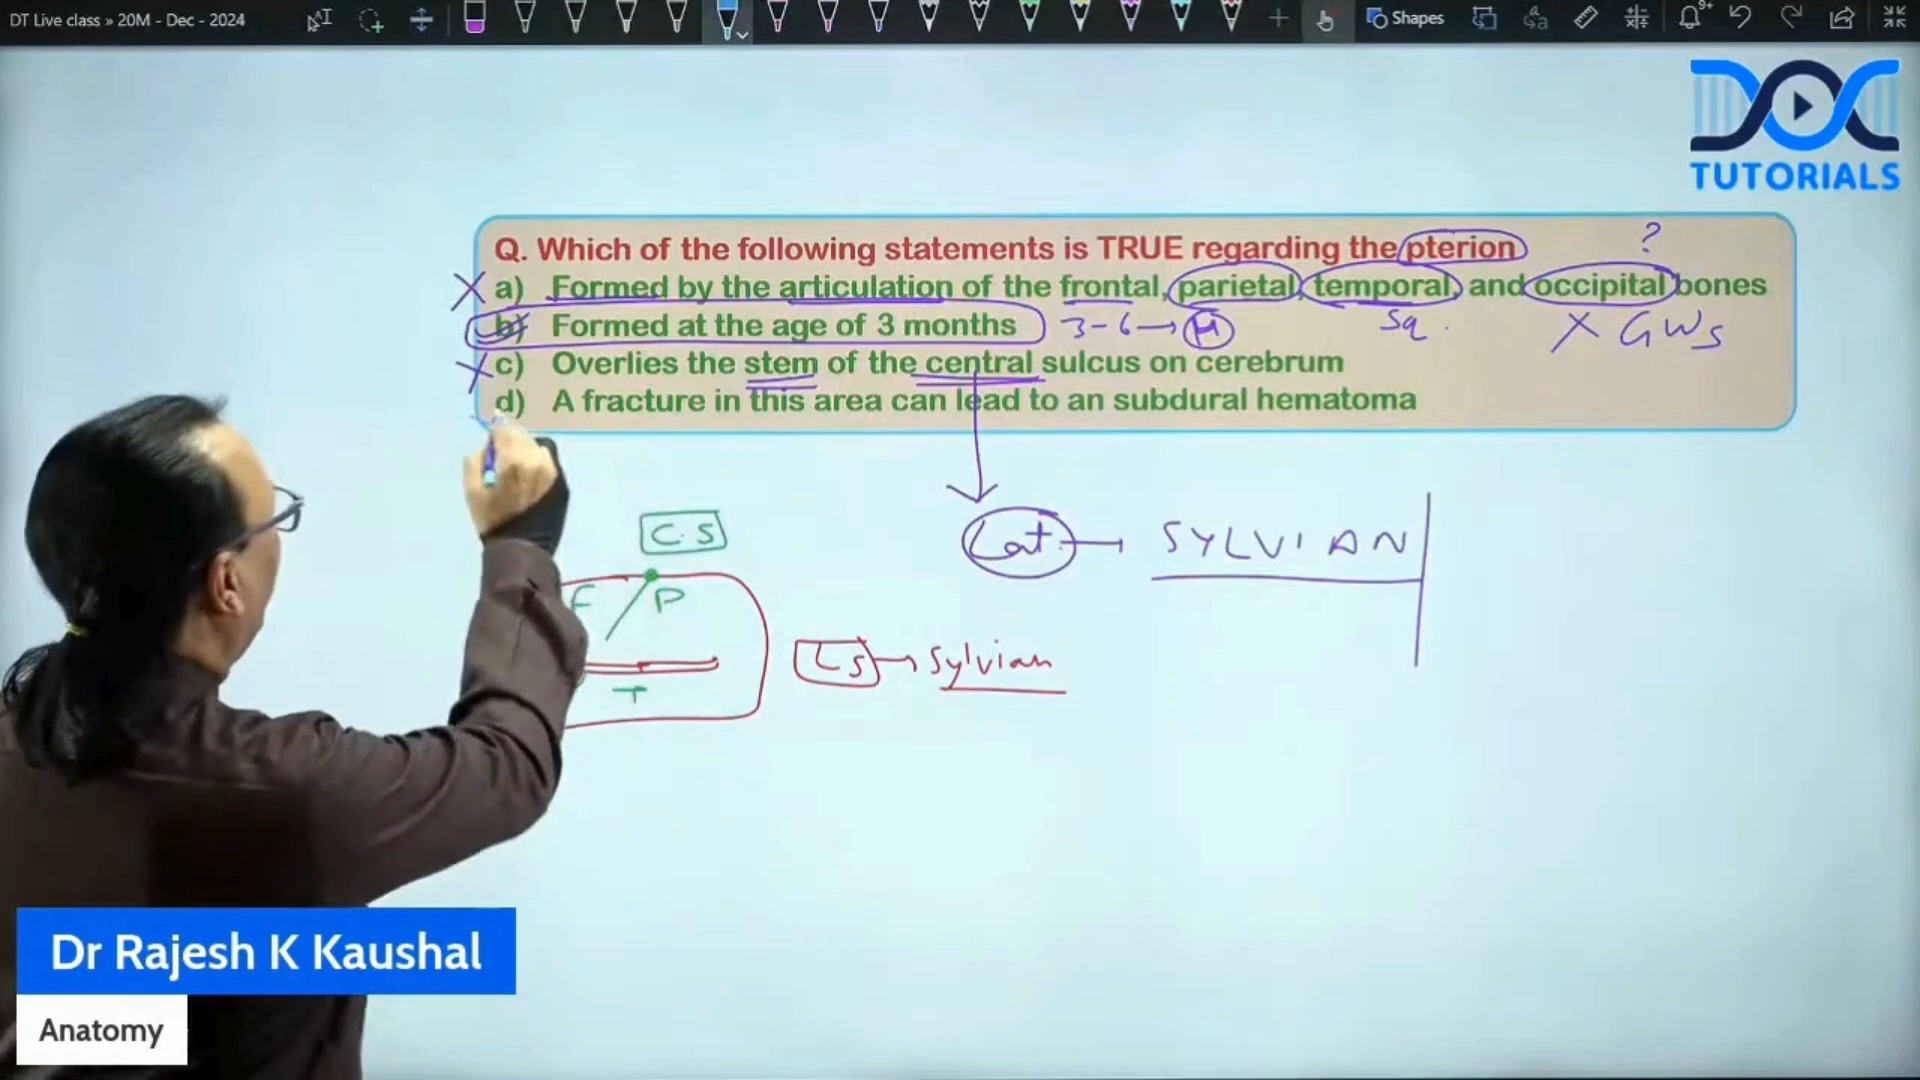 DT Live class » 20M - Dec - 2024
Shapes
9+
DOC
TUTORIALS
Q. Which of the following statements is TRUE regarding the pterion
?
a) Formed by the articulation of the frontal, parietal, temporal, and occipital bones
b) Formed at the age of 3 months 3-6→M Sq. X GWS
c) Overlies the stem of the central sulcus on cerebrum
d) A fracture in this area can lead to an subdural hematoma
C.S
Lat. → SYLVIAN
F P
LS → Sylvian
T
Dr Rajesh K Kaushal
Anatomy